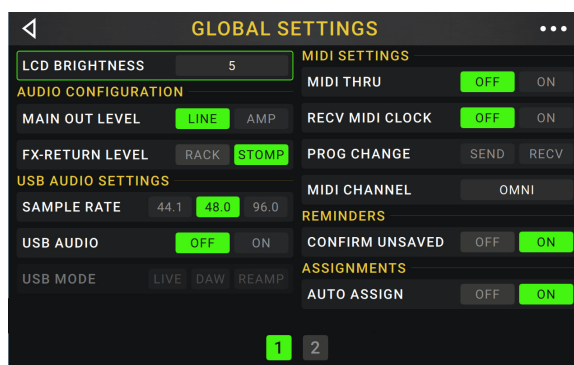 GLOBAL SETTINGS
LCD BRIGHTNESS 5
AUDIO CONFIGURATION
MAIN OUT LEVEL LINE AMP
FX-RETURN LEVEL RACK STOMP
USB AUDIO SETTINGS
SAMPLE RATE 44.1 48.0 96.0
USB AUDIO OFF ON
USB MODE LIVE DAW REAMP
MIDI SETTINGS
MIDI THRU OFF ON
RECV MIDI CLOCK OFF ON
PROG CHANGE SEND RECV
MIDI CHANNEL OMNI
REMINDERS
CONFIRM UNSAVED OFF ON
ASSIGNMENTS
AUTO ASSIGN OFF ON
1 2